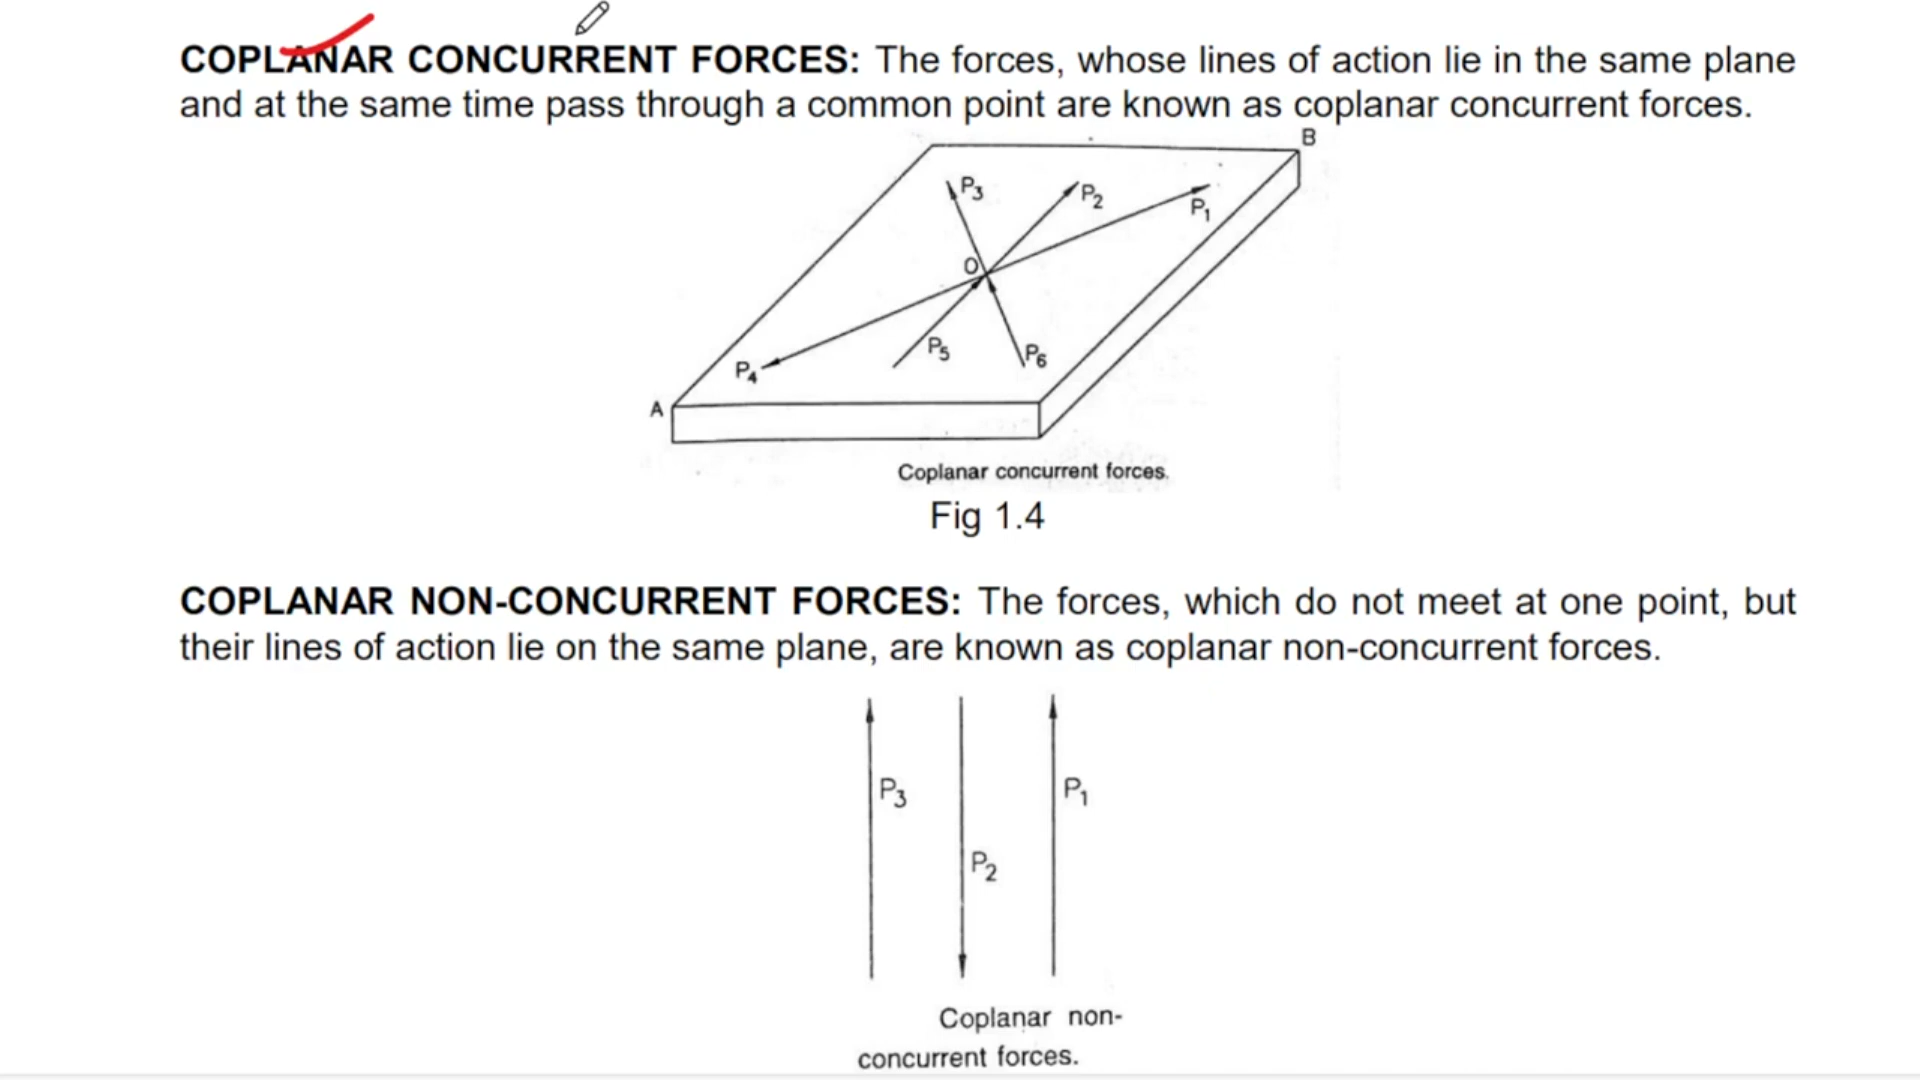 COPLANAR CONCURRENT FORCES: The forces, whose lines of action lie in the same plane
and at the same time pass through a common point are known as coplanar concurrent forces.
B
P3
P2
P1
O
P5
P6
P4
A
Coplanar concurrent forces.
Fig 1.4
COPLANAR NON-CONCURRENT FORCES: The forces, which do not meet at one point, but
their lines of action lie on the same plane, are known as coplanar non-concurrent forces.
P3
P1
P2
Coplanar non-
concurrent forces.